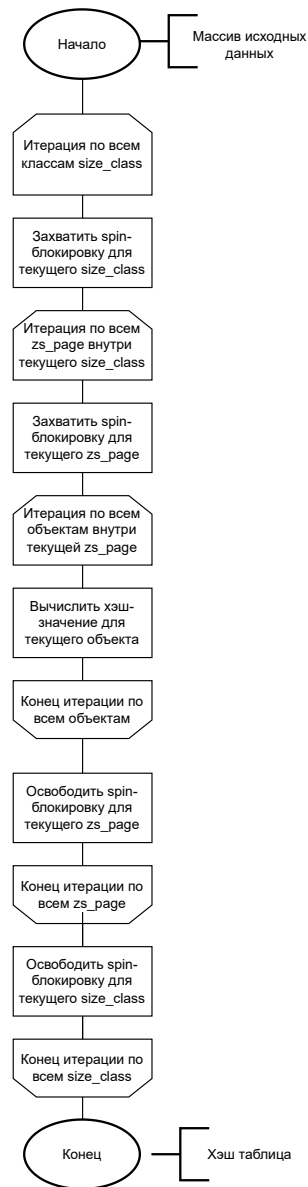 Начало
Массив исходных
данных
Итерация по всем
классам size_class
Захватить spin-
блокировку для
текущего size_class
Итерация по всем
zs_page внутри
текущего size_class
Захватить spin-
блокировку для
текущего zs_page
Итерация по всем
объектам внутри
текущей zs_page
Вычислить хэш-
значение для
текущего объекта
Конец итерации по
всем объектам
Освободить spin-
блокировку для
текущего zs_page
Конец итерации по
всем zs_page
Освободить spin-
блокировку для
текущего size_class
Конец итерации по
всем size_class
Конец
Хэш таблица